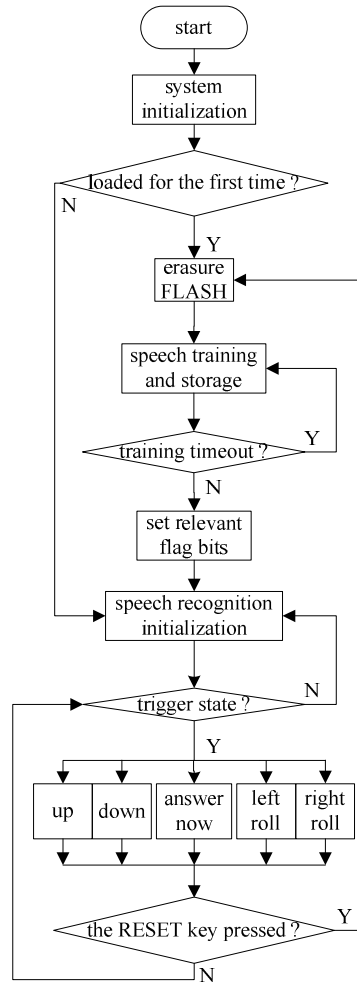 start
system
initialization
loaded for the first time ?
N
Y
erasure
FLASH
speech training
and storage
training timeout ?
Y
N
set relevant
flag bits
speech recognition
initialization
trigger state ?
N
Y
up
down
answer
now
left
roll
right
roll
the RESET key pressed ?
Y
N